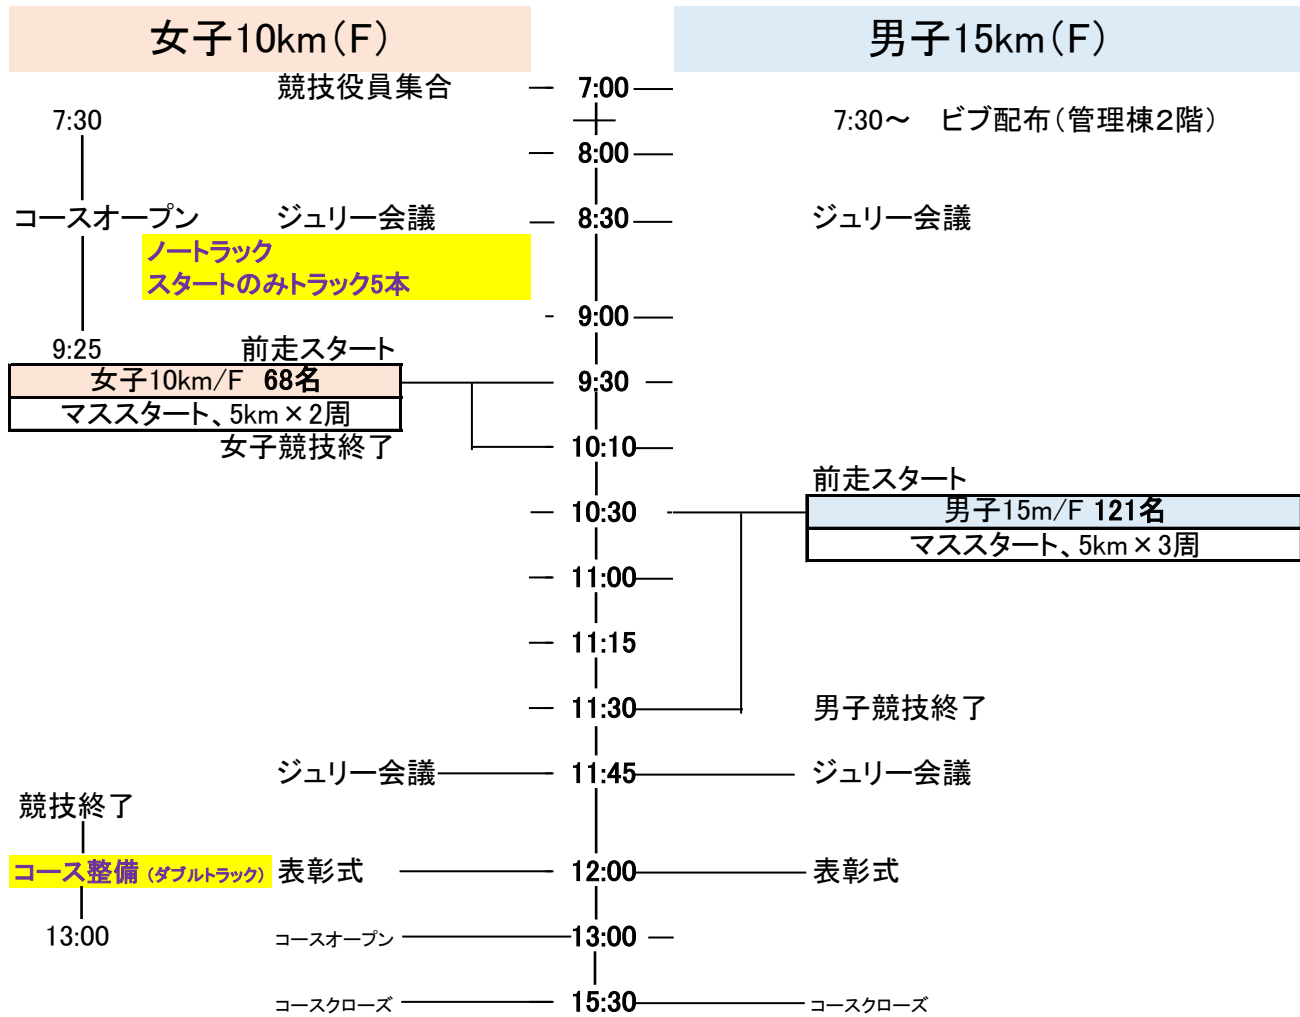 女子10km(F)
男子15km(F)
競技役員集合
7:00
7:30
7:30～ ビブ配布(管理棟2階)
8:00
コースオープン
ジュリー会議
8:30
ジュリー会議
ノートラック
スタートのみトラック5本
9:00
9:25
前走スタート
女子10km/F 68名
9:30
マススタート、5km×2周
女子競技終了
10:10
前走スタート
10:30
男子15m/F 121名
マススタート、5km×3周
11:00
11:15
11:30
男子競技終了
ジュリー会議
11:45
ジュリー会議
競技終了
コース整備 (ダブルトラック)
表彰式
12:00
表彰式
13:00
コースオープン
13:00
コースクローズ
15:30
コースクローズ